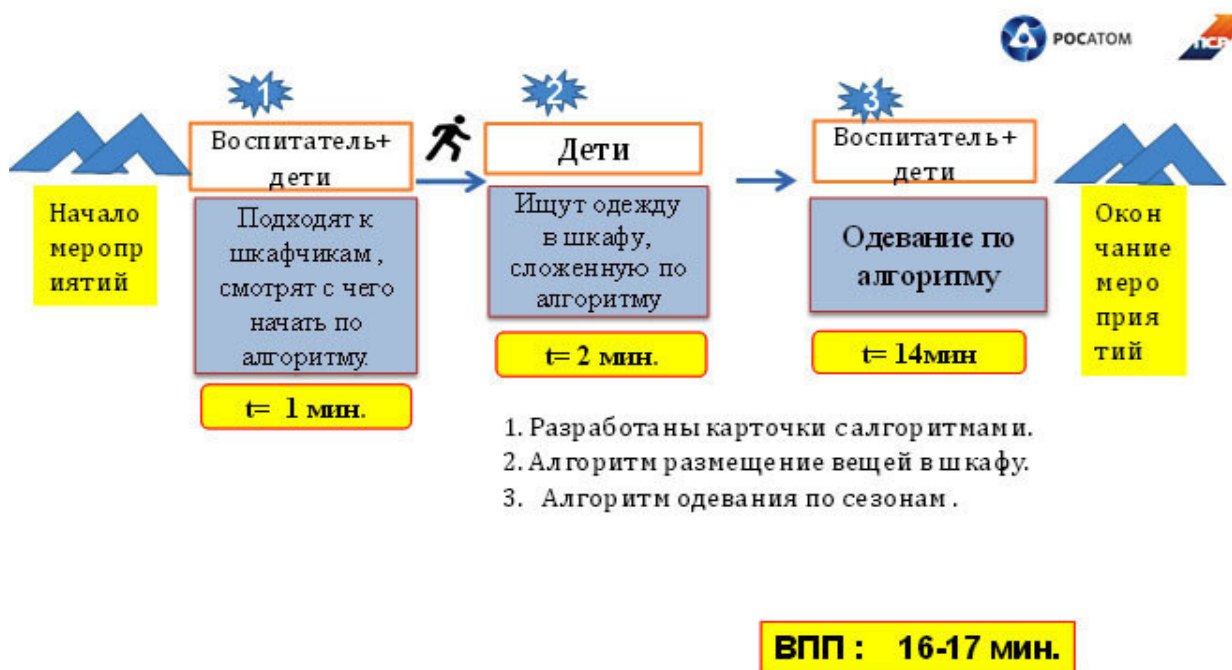 РОСАТОМ
ПСР
1
2
3
Начало
меропр
иятий
Воспитатель+
дети
Подходят к
шкафчикам,
смотрят с чего
начать по
алгоритму.
t= 1 мин.
Дети
Ищут одежду
в шкафу,
сложенную по
алгоритму
t= 2 мин.
Воспитатель+
дети
Одевание по
алгоритму
t= 14мин
Окон
чание
меро
прия
тий
1. Разработаны карточки с алгоритмами.
2. Алгоритм размещение вещей в шкафу.
3. Алгоритм одевания по сезонам .
ВПП : 16-17 мин.